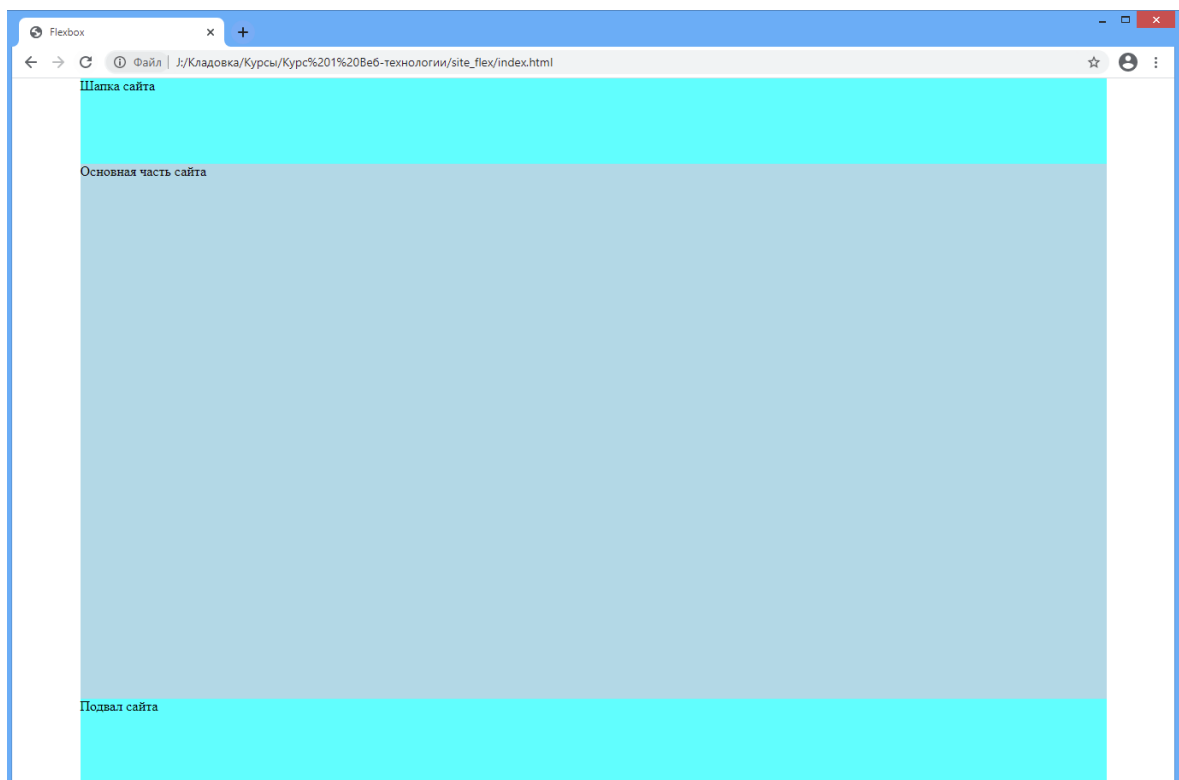 Flexbox
Файл | J:/Кладовка/Курсы/Курс%201%20Веб-технологии/site_flex/index.html
Шапка сайта
Основная часть сайта
Подвал сайта